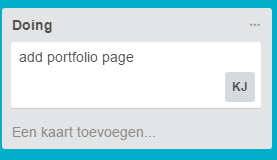 Doing
add portfolio page
KJ
Een kaart toevoegen...